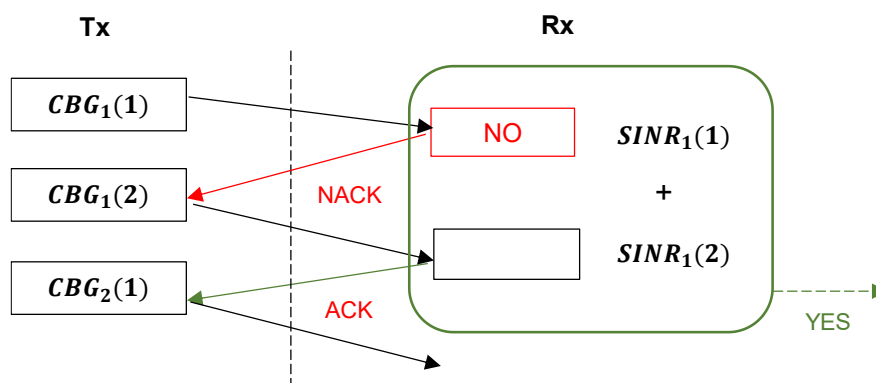 Tx
Rx
CBG₁(1)
NO
SINR₁(1)
CBG₁(2)
NACK
+
SINR₁(2)
CBG₂(1)
ACK
YES